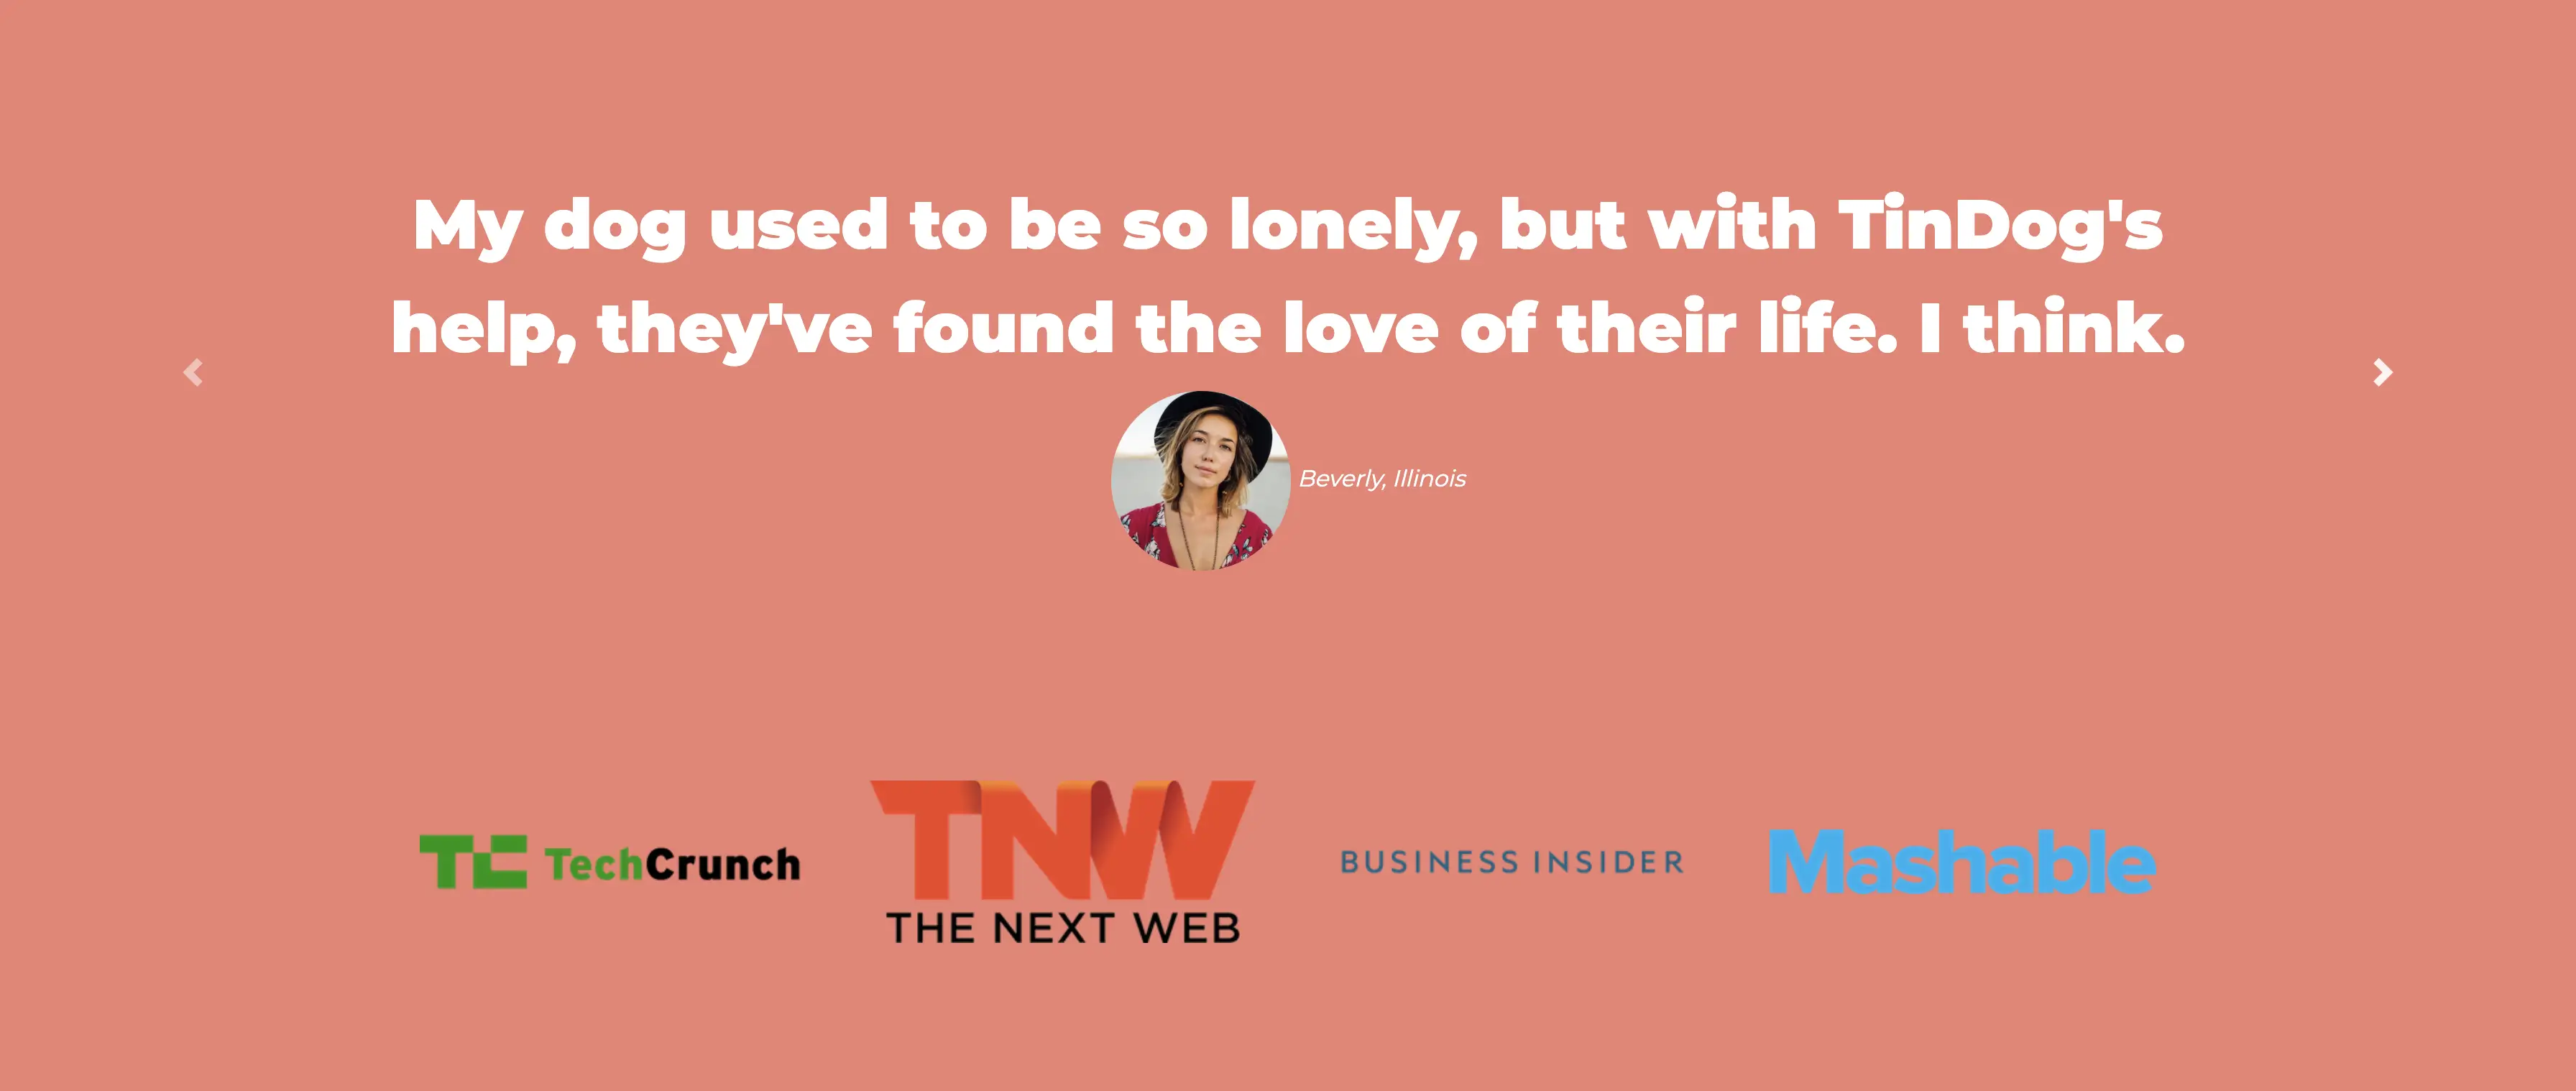 My dog used to be so lonely, but with TinDog's
help, they've found the love of their life. I think.
Beverly, Illinois
TC TechCrunch
TNW
THE NEXT WEB
BUSINESS INSIDER
Mashable